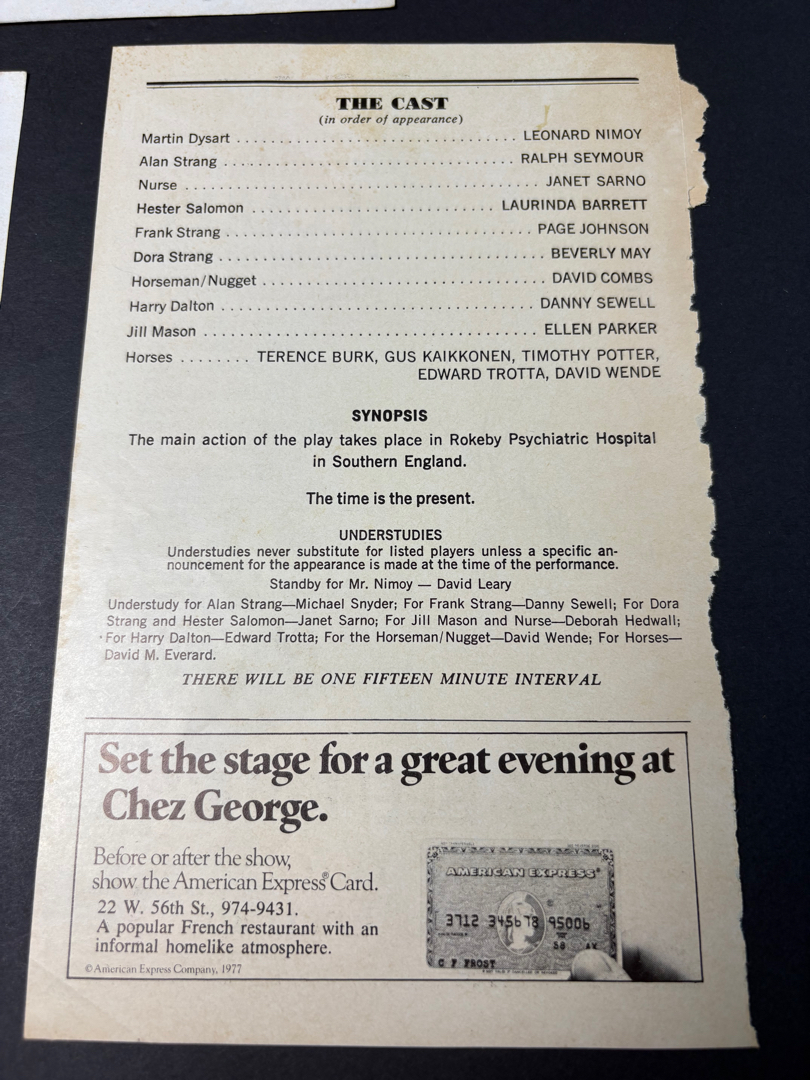 THE CAST
(in order of appearance)
Martin Dysart ................................ LEONARD NIMOY
Alan Strang ................................. RALPH SEYMOUR
Nurse ........................................ JANET SARNO
Hester Salomon ............................ LAURINDA BARRETT
Frank Strang ................................. PAGE JOHNSON
Dora Strang .................................. BEVERLY MAY
Horseman/Nugget .............................. DAVID COMBS
Harry Dalton ................................. DANNY SEWELL
Jill Mason ................................... ELLEN PARKER
Horses ........ TERENCE BURK, GUS KAIKKONEN, TIMOTHY POTTER,
EDWARD TROTTA, DAVID WENDE
SYNOPSIS
The main action of the play takes place in Rokeby Psychiatric Hospital
in Southern England.
The time is the present.
UNDERSTUDIES
Understudies never substitute for listed players unless a specific an-
nouncement for the appearance is made at the time of the performance.
Standby for Mr. Nimoy — David Leary
Understudy for Alan Strang—Michael Snyder; For Frank Strang—Danny Sewell; For Dora
Strang and Hester Salomon—Janet Sarno; For Jill Mason and Nurse—Deborah Hedwall;
For Harry Dalton—Edward Trotta; For the Horseman/Nugget—David Wende; For Horses—
David M. Everard.
THERE WILL BE ONE FIFTEEN MINUTE INTERVAL
Set the stage for a great evening at
Chez George.
Before or after the show,
show the American Express® Card.
22 W. 56th St., 974-9431.
A popular French restaurant with an
informal homelike atmosphere.
© American Express Company, 1977
AMERICAN EXPRESS®
3712 345678 95006
58 AX
C F FROST